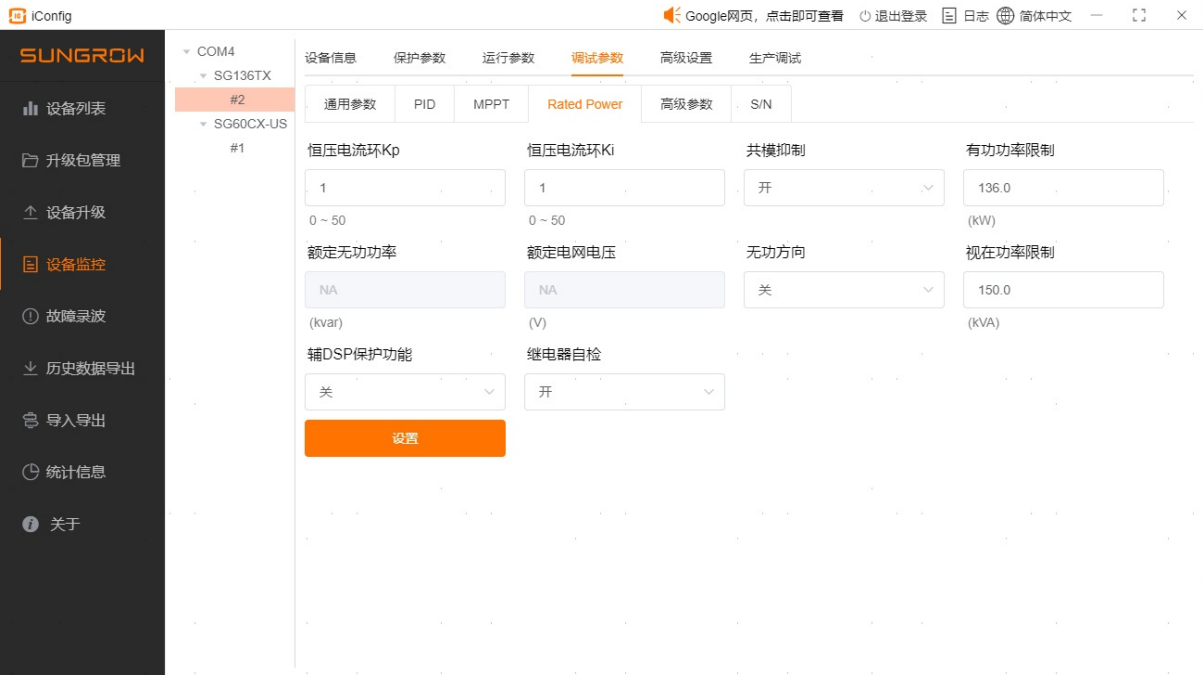 iConfig
Google网页，点击即可查看 退出登录 日志 简体中文
SUNGROW
设备列表
升级包管理
设备升级
设备监控
故障录波
历史数据导出
导入导出
统计信息
关于
COM4
SG136TX
#2
SG60CX-US
#1
设备信息 保护参数 运行参数 调试参数 高级设置 生产调试
通用参数 PID MPPT Rated Power 高级参数 S/N
恒压电流环Kp 恒压电流环Ki 共模抑制 有功功率限制
1 1 开 136.0
0 ~ 50 0 ~ 50 (kW)
额定无功功率 额定电网电压 无功方向 视在功率限制
NA NA 关 150.0
(kvar) (V) (kVA)
辅DSP保护功能 继电器自检
关 开
设置